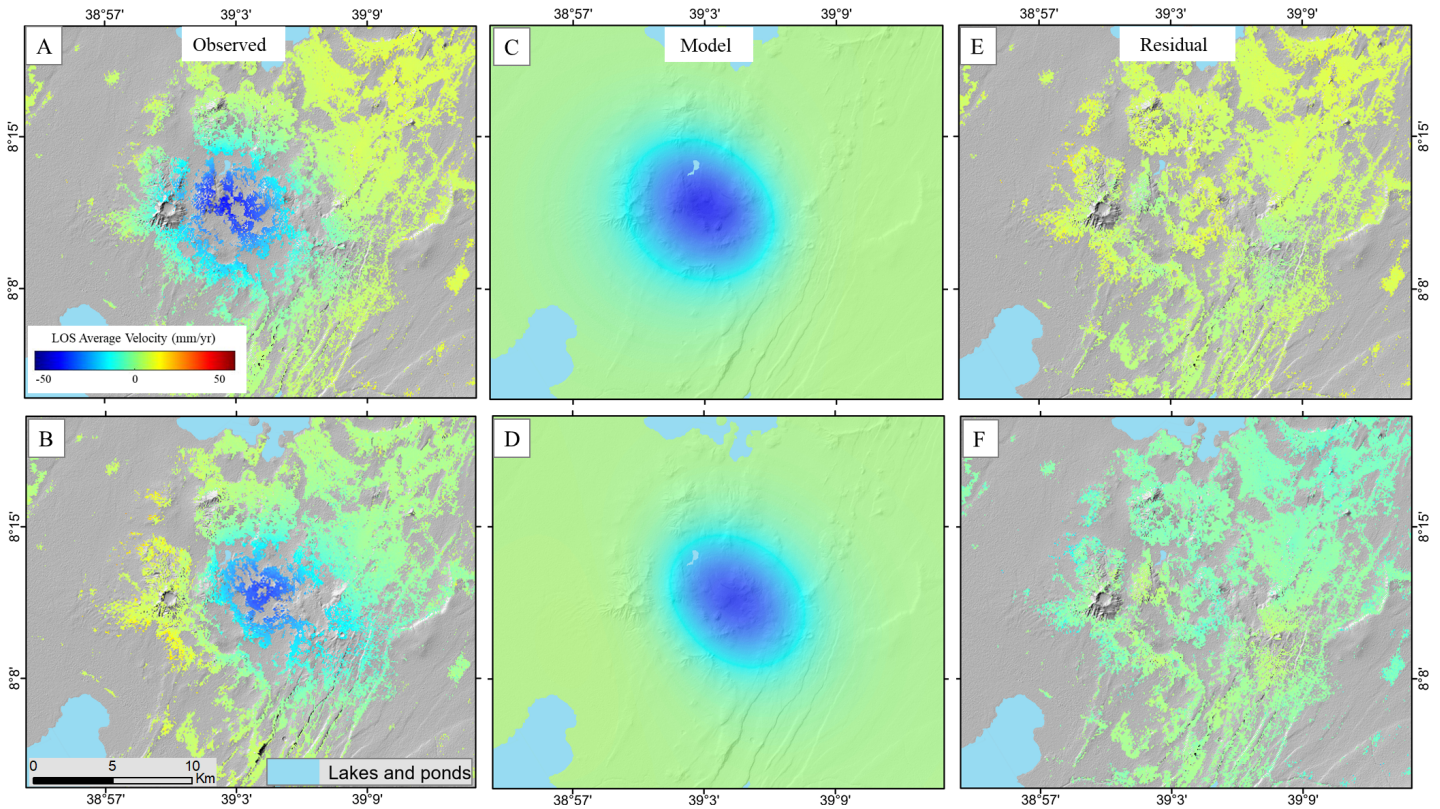 38°57' 39°3' 39°9' 38°57' 39°3' 39°9' 38°57' 39°3' 39°9'
A Observed C Model E Residual
8°15' 8°15'
8°8' 8°8'
LOS Average Velocity (mm/yr)
-50 0 50
B D F
8°15' 8°15'
8°8' 8°8'
0 5 10
Km
Lakes and ponds
38°57' 39°3' 39°9' 38°57' 39°3' 39°9' 38°57' 39°3' 39°9'